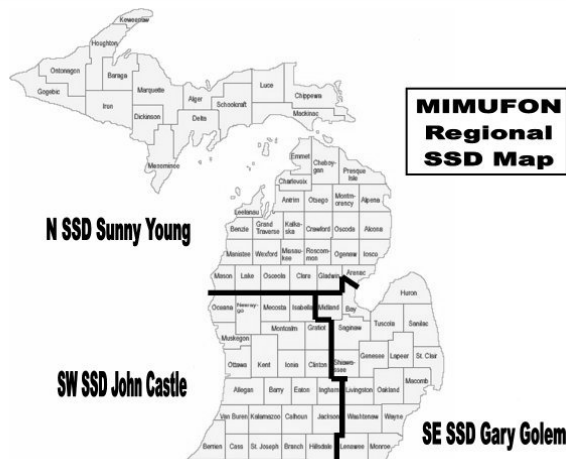 MIMUFON
Regional
SSD Map
Keweenaw
Houghton
Ontonagon
Baraga
Gogebic
Iron
Marquette
Dickinson
Menominee
Alger
Delta
Schoolcraft
Luce
Chippewa
Mackinac
Emmet
Cheboy-
gan
Presque
Isle
Charlevoix
Antrim
Otsego
Montmo-
rency
Alpena
Leelanau
Benzie
Grand
Traverse
Kalka-
ska
Crawford
Oscoda
Alcona
Manistee
Wexford
Missau-
kee
Roscom-
mon
Ogemaw
Iosco
Mason
Lake
Osceola
Clare
Gladwin
Arenac
N SSD Sunny Young
Oceana
Neway-
go
Mecosta
Isabella
Midland
Bay
Huron
Muskegon
Montcalm
Gratiot
Saginaw
Tuscola
Sanilac
Ottawa
Kent
Ionia
Clinton
Shiawa-
ssee
Genesee
Lapeer
St. Clair
SW SSD John Castle
Allegan
Barry
Eaton
Ingham
Livingston
Oakland
Macomb
Van Buren
Kalamazoo
Calhoun
Jackson
Washtenaw
Wayne
Berrien
Cass
St. Joseph
Branch
Hillsdale
Lenawee
Monroe
SE SSD Gary Golem